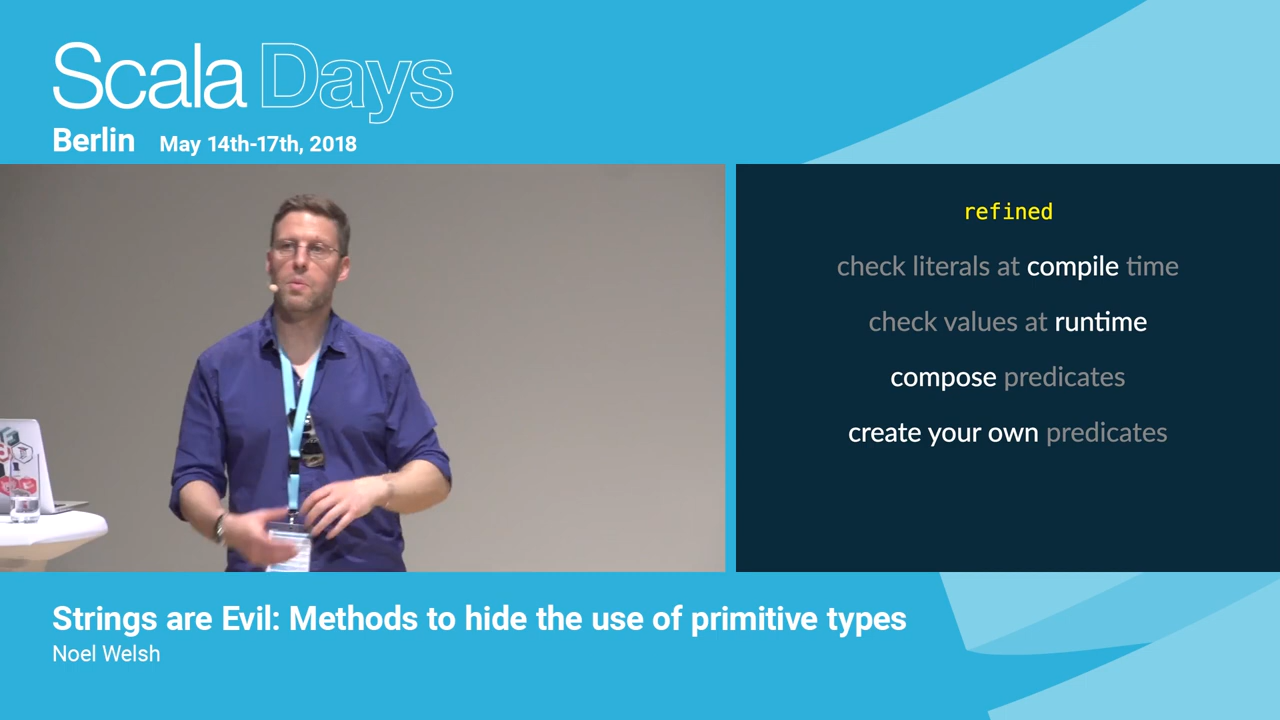 Scala Days
Berlin May 14th-17th, 2018
refined
check literals at compile time
check values at runtime
compose predicates
create your own predicates
Strings are Evil: Methods to hide the use of primitive types
Noel Welsh